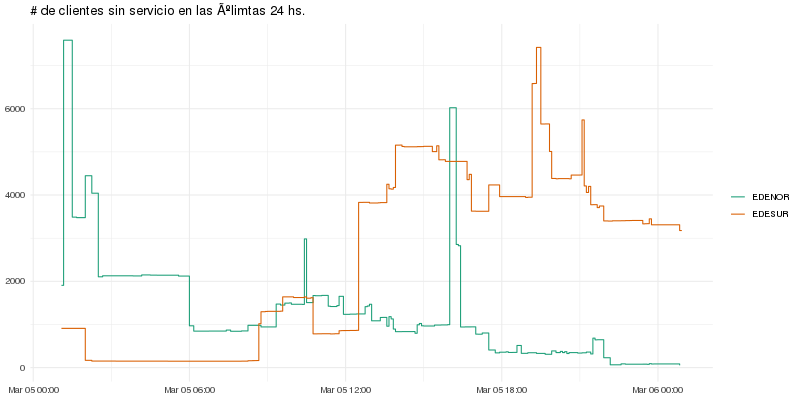 # de clientes sin servicio en las Ãºlimtas 24 hs.
6000
4000
2000
0
Mar 05 00:00
Mar 05 06:00
Mar 05 12:00
Mar 05 18:00
Mar 06 00:00
EDENOR
EDESUR